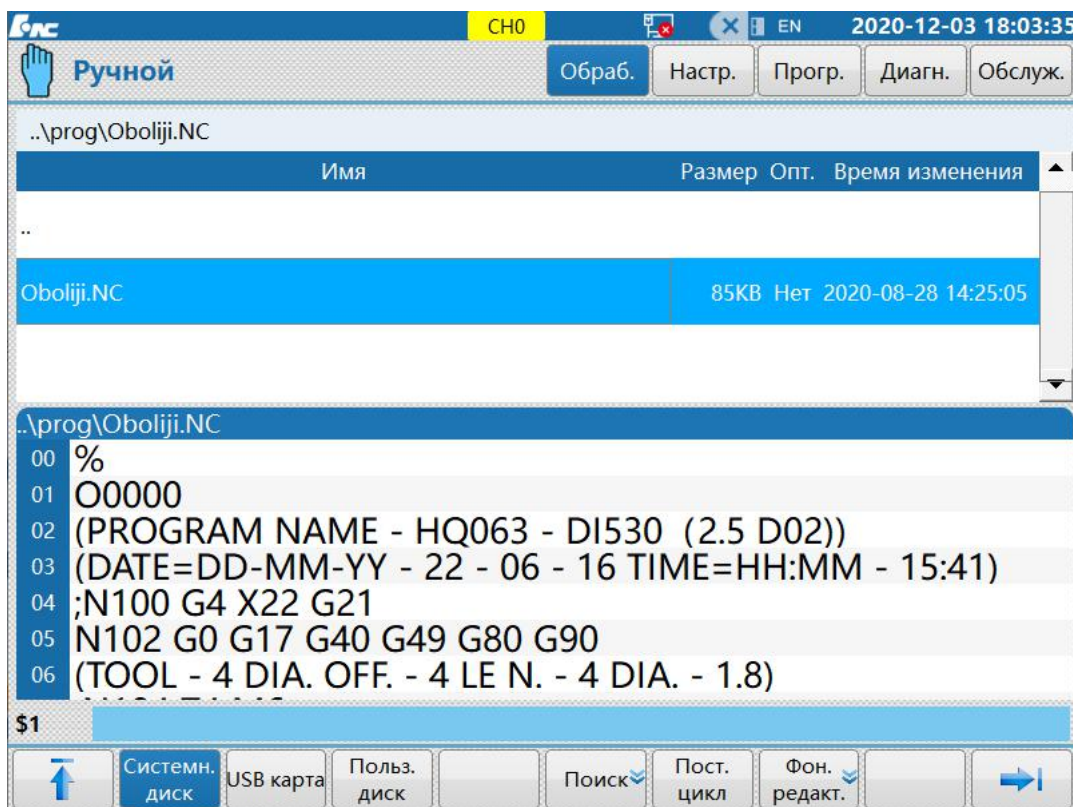 HNC CH0 EN 2020-12-03 18:03:35
Ручной Обраб. Настр. Прогр. Диагн. Обслуж.
..\prog\Oboliji.NC
Имя Размер Опт. Время изменения
..
Oboliji.NC 85KB Нет 2020-08-28 14:25:05
..\prog\Oboliji.NC
00 %
01 O0000
02 (PROGRAM NAME - HQ063 - DI530 (2.5 D02))
03 (DATE=DD-MM-YY - 22 - 06 - 16 TIME=HH:MM - 15:41)
04 ;N100 G4 X22 G21
05 N102 G0 G17 G40 G49 G80 G90
06 (TOOL - 4 DIA. OFF. - 4 LE N. - 4 DIA. - 1.8)
$1
Системн. диск USB карта Польз. диск Поиск Пост. цикл Фон. редакт.